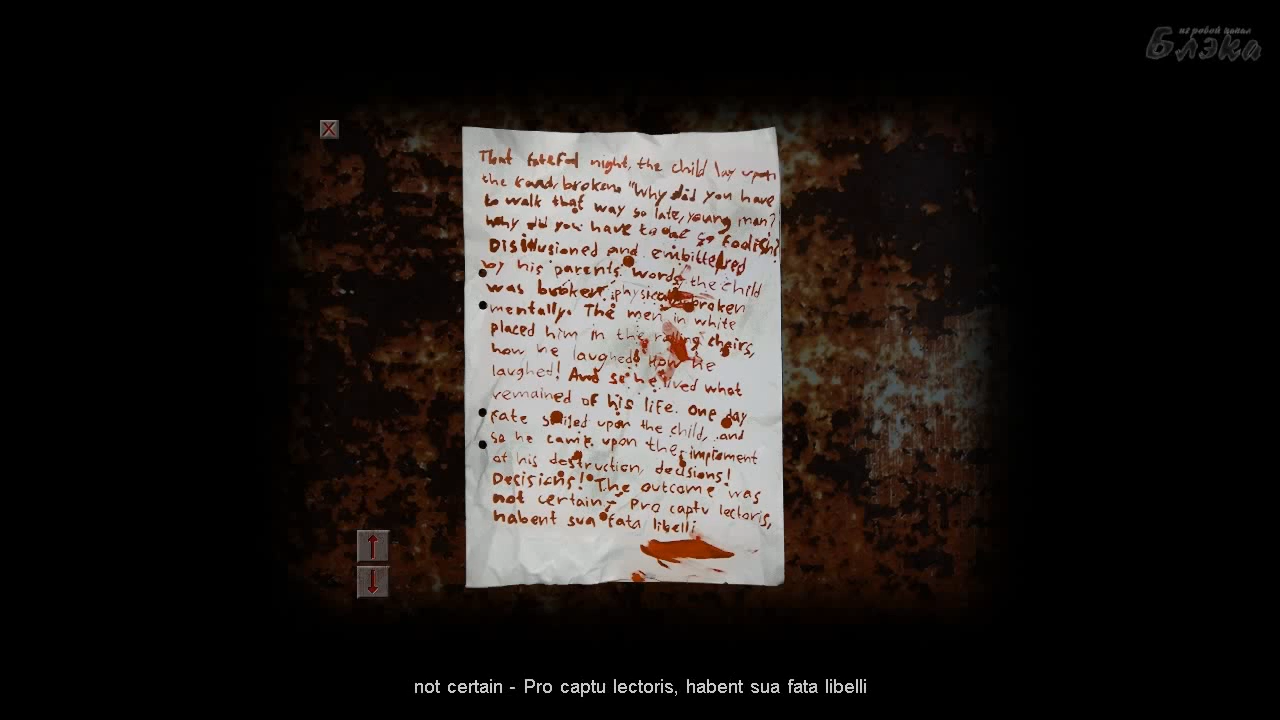 игровой канал
Блэка
That fateful night, the child lay upon
the road, broken. "Why did you have
to walk that way so late, young man?
Why did you have to be so foolish?
Disillusioned and embittered
by his parents' words the child
was broken, physically broken
mentally. The men in white
placed him in the rolling chairs,
how he laughed! How he
laughed! And so he lived what
remained of his life. One day
fate smiled upon the child, and
so he came upon the implement
of his destruction, decisions!
Decisions! The outcome was
not certain - Pro captu lectoris,
habent sua fata libelli
not certain - Pro captu lectoris, habent sua fata libelli